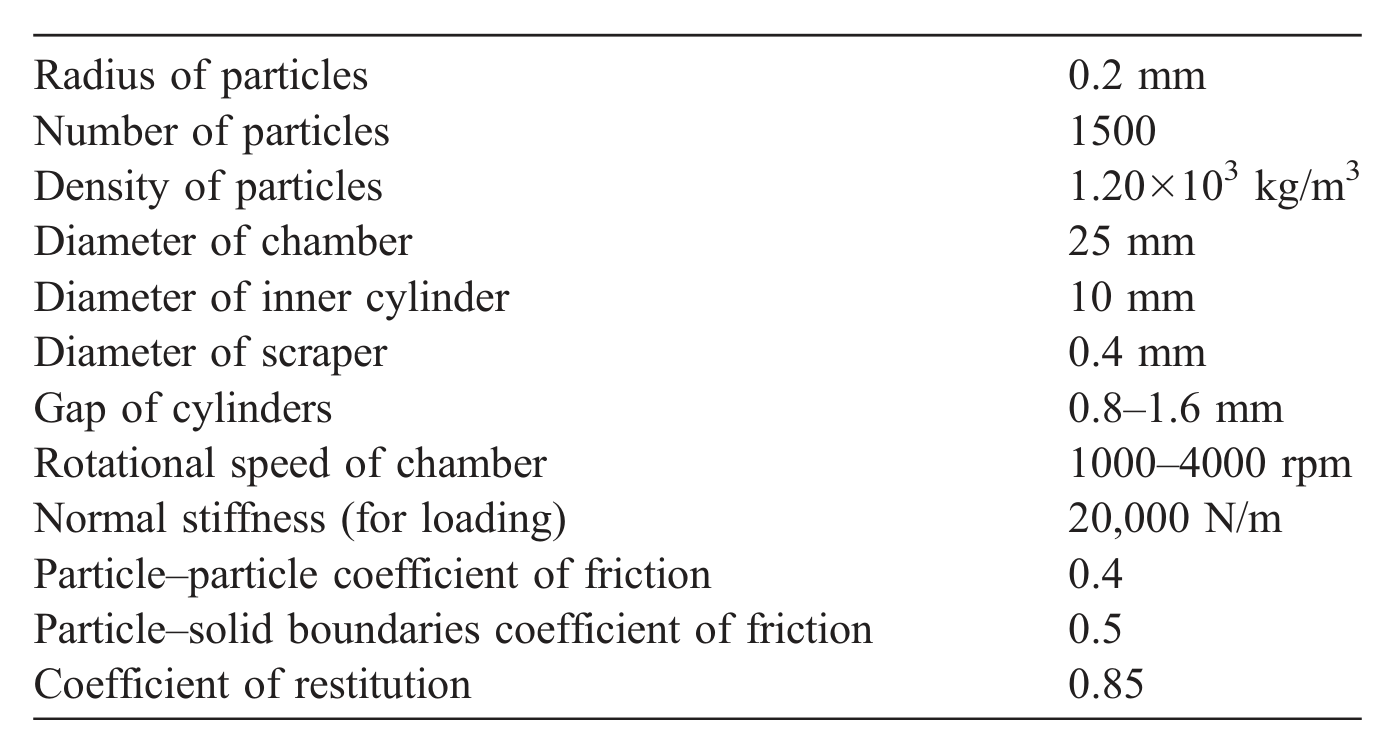 Radius of particles 0.2 mm
Number of particles 1500
Density of particles 1.20×10³ kg/m³
Diameter of chamber 25 mm
Diameter of inner cylinder 10 mm
Diameter of scraper 0.4 mm
Gap of cylinders 0.8–1.6 mm
Rotational speed of chamber 1000–4000 rpm
Normal stiffness (for loading) 20,000 N/m
Particle–particle coefficient of friction 0.4
Particle–solid boundaries coefficient of friction 0.5
Coefficient of restitution 0.85